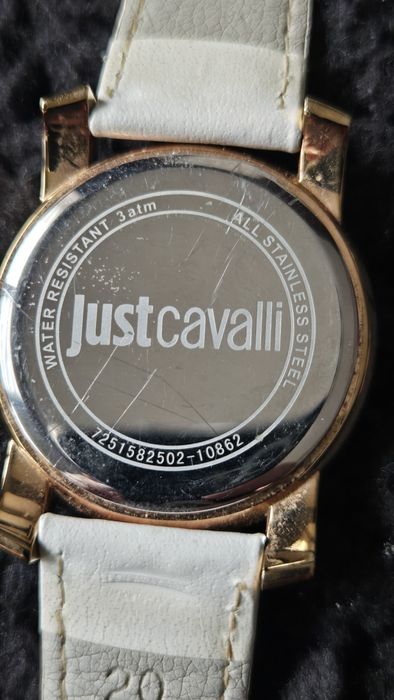 WATER RESISTANT 3atm
ALL STAINLESS STEEL
justcavalli
7251582502-10862
20